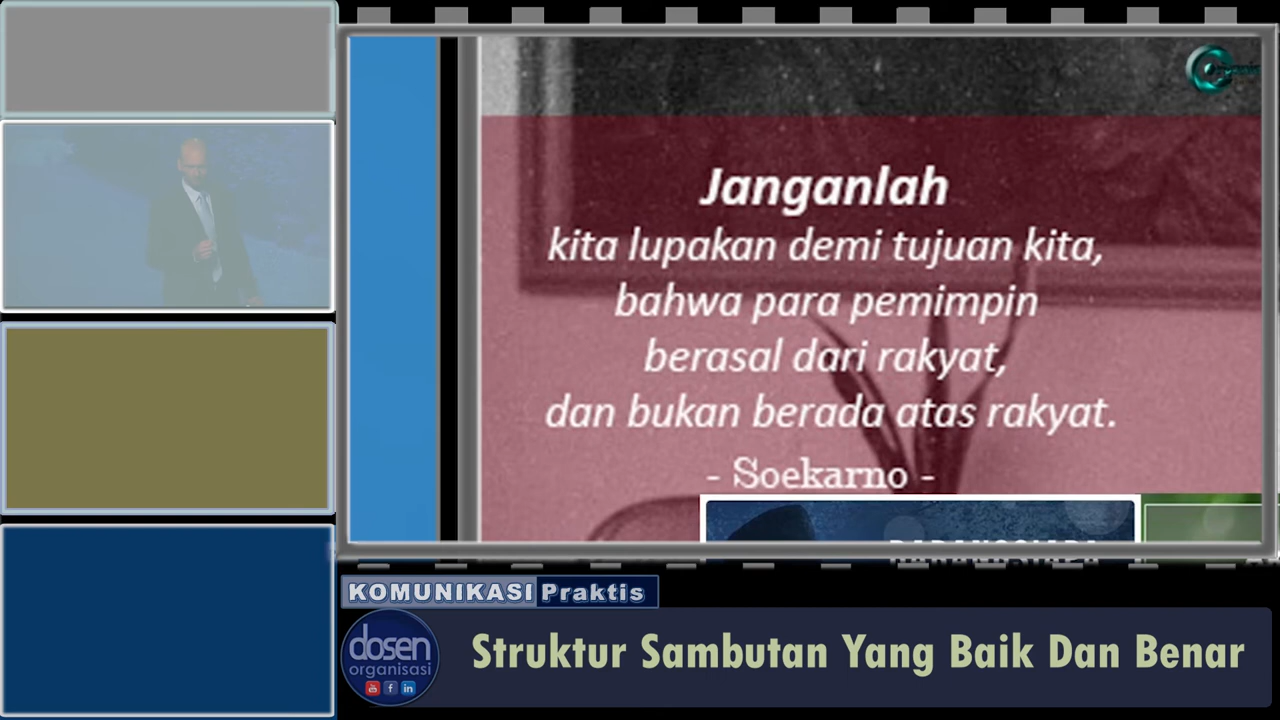 Janganlah
kita lupakan demi tujuan kita,
bahwa para pemimpin
berasal dari rakyat,
dan bukan berada atas rakyat.
- Soekarno -
KOMUNIKASI Praktis
dosen
organisasi
Struktur Sambutan Yang Baik Dan Benar